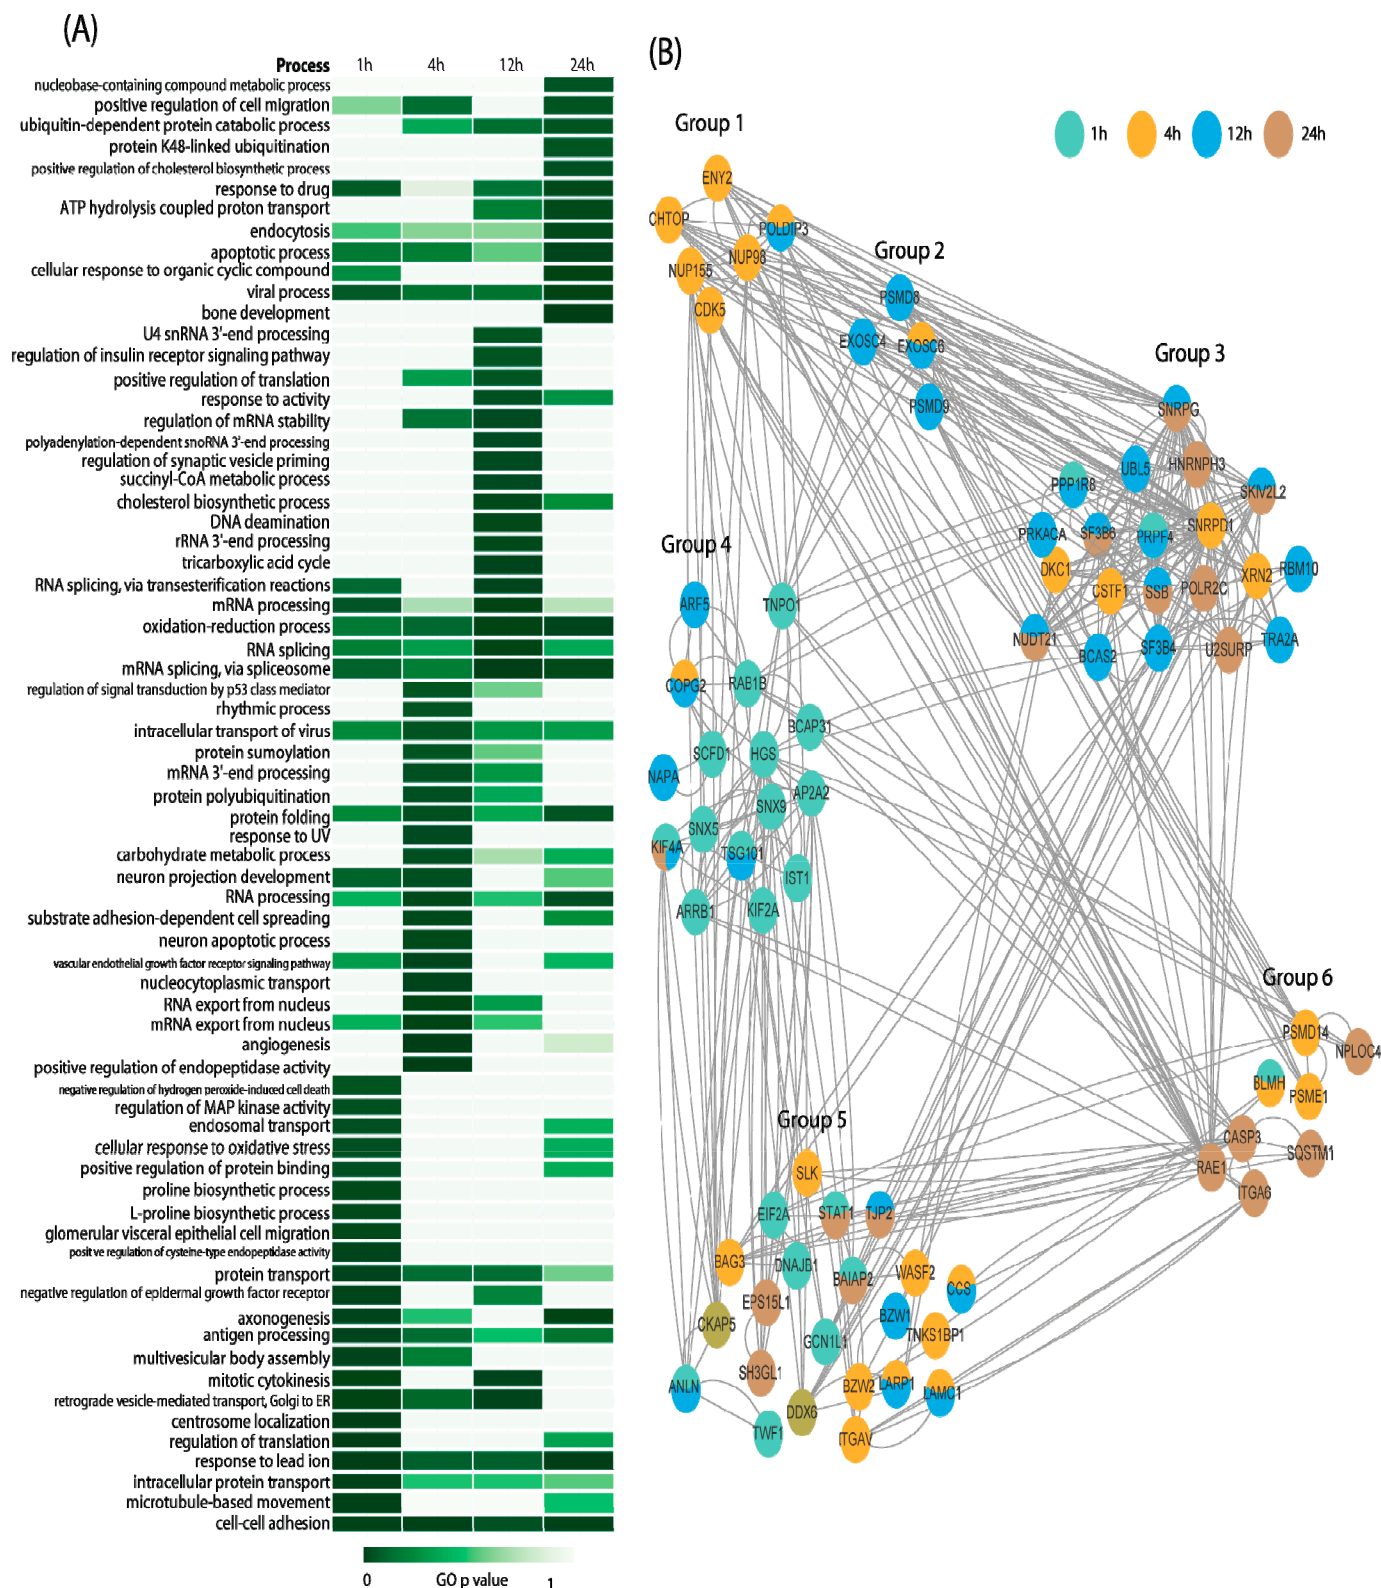 (A)
Process 1h 4h 12h 24h
nucleobase-containing compound metabolic process
positive regulation of cell migration
ubiquitin-dependent protein catabolic process
protein K48-linked ubiquitination
positive regulation of cholesterol biosynthetic process
response to drug
ATP hydrolysis coupled proton transport
endocytosis
apoptotic process
cellular response to organic cyclic compound
viral process
bone development
U4 snRNA 3'-end processing
regulation of insulin receptor signaling pathway
positive regulation of translation
response to activity
regulation of mRNA stability
polyadenylation-dependent snoRNA 3'-end processing
regulation of synaptic vesicle priming
succinyl-CoA metabolic process
cholesterol biosynthetic process
DNA deamination
rRNA 3'-end processing
tricarboxylic acid cycle
RNA splicing, via transesterification reactions
mRNA processing
oxidation-reduction process
RNA splicing
mRNA splicing, via spliceosome
regulation of signal transduction by p53 class mediator
rhythmic process
intracellular transport of virus
protein sumoylation
mRNA 3'-end processing
protein polyubiquitination
protein folding
response to UV
carbohydrate metabolic process
neuron projection development
RNA processing
substrate adhesion-dependent cell spreading
neuron apoptotic process
vascular endothelial growth factor receptor signaling pathway
nucleocytoplasmic transport
RNA export from nucleus
mRNA export from nucleus
angiogenesis
positive regulation of endopeptidase activity
negative regulation of hydrogen peroxide-induced cell death
regulation of MAP kinase activity
endosomal transport
cellular response to oxidative stress
positive regulation of protein binding
proline biosynthetic process
L-proline biosynthetic process
glomerular visceral epithelial cell migration
positive regulation of cysteine-type endopeptidase activity
protein transport
negative regulation of epidermal growth factor receptor
axonogenesis
antigen processing
multivesicular body assembly
mitotic cytokinesis
retrograde vesicle-mediated transport, Golgi to ER
centrosome localization
regulation of translation
response to lead ion
intracellular protein transport
microtubule-based movement
cell-cell adhesion
0 GO p value 1
(B)
1h 4h 12h 24h
Group 1
ENY2
CHTOP
POLDIP3
NUP98
NUP155
CDK5
Group 2
PSMD8
EXOSC4
EXOSC6
PSMD9
Group 3
SNRPG
HNRNPH3
UBL5
PPP1R8
SKIV2L2
SNRPD1
PRKACA
SF3B6
PRPF4
DKC1
CSTF1
SSB
POLR2C
XRN2
RBM10
NUDT21
BCAS2
SF3B4
U2SURP
TRA2A
Group 4
ARF5
TNPO1
COPG2
RAB1B
BCAP31
SCFD1
HGS
NAPA
SNX9
AP2A2
SNX5
KIF4A
TSG101
IST1
ARRB1
KIF2A
Group 5
SLK
EIF2A
STAT1
TJP2
BAG3
DNAJB1
BAIAP2
WASF2
CCS
EPS15L1
BZW1
CKAP5
TNKS1BP1
GCN1L1
SH3GL1
ANLN
BZW2
LARP1
LAMC1
DDX6
TWF1
ITGAV
Group 6
PSMD14
NPLOC4
BLMH
PSME1
CASP3
SQSTM1
RAE1
ITGA6